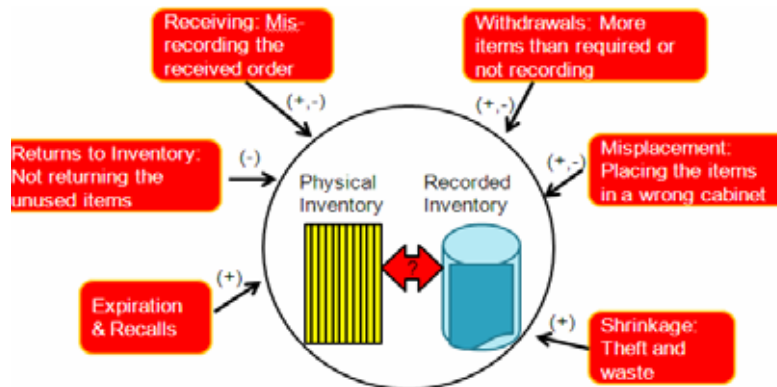 Receiving: Mis-
recording the
received order
Withdrawals: More
items than required or
not recording
(+,-)
(+,-)
Returns to Inventory:
Not returning the
unused items
(-)
(+,-)
Misplacement:
Placing the items
in a wrong cabinet
Physical
Inventory
Recorded
Inventory
?
(+)
Expiration
& Recalls
(+)
Shrinkage:
Theft and
waste